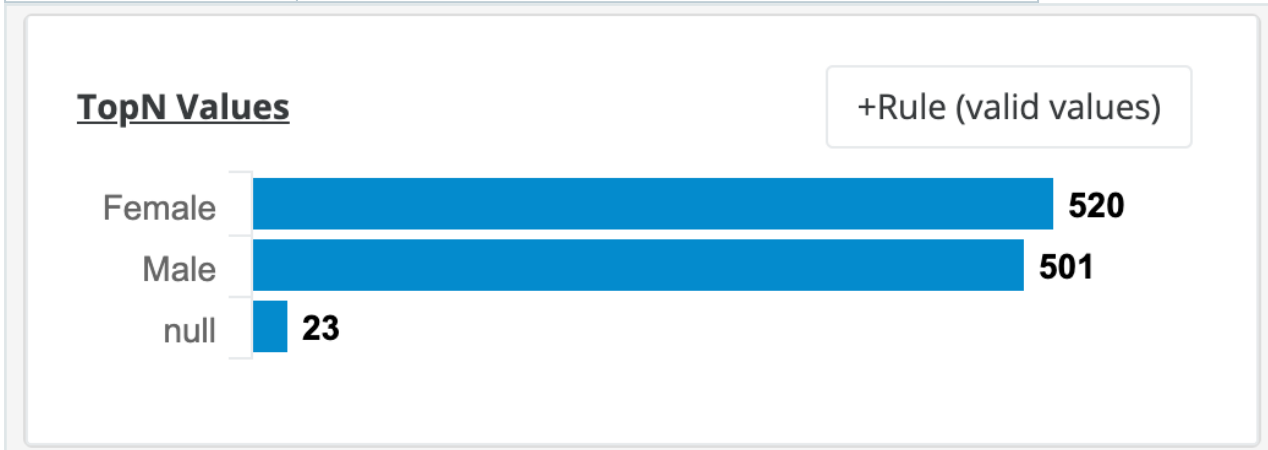 TopN Values
+Rule (valid values)
Female 520
Male 501
null 23